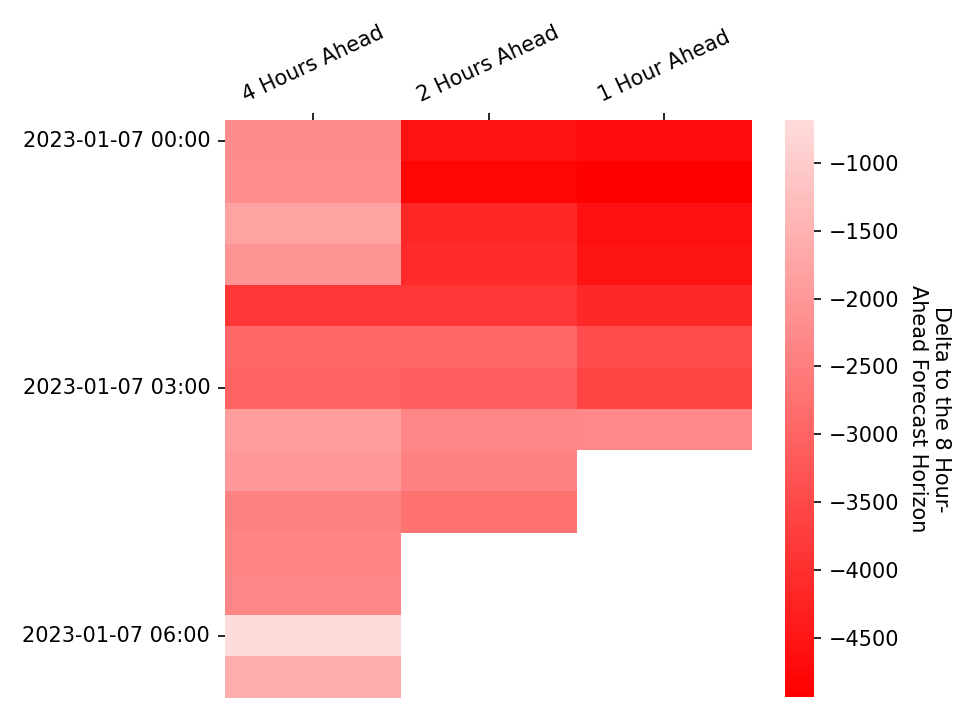 4 Hours Ahead
2 Hours Ahead
1 Hour Ahead
2023-01-07 00:00
2023-01-07 03:00
2023-01-07 06:00
−1000
−1500
−2000
−2500
−3000
−3500
−4000
−4500
Delta to the 8 Hour-
Ahead Forecast Horizon